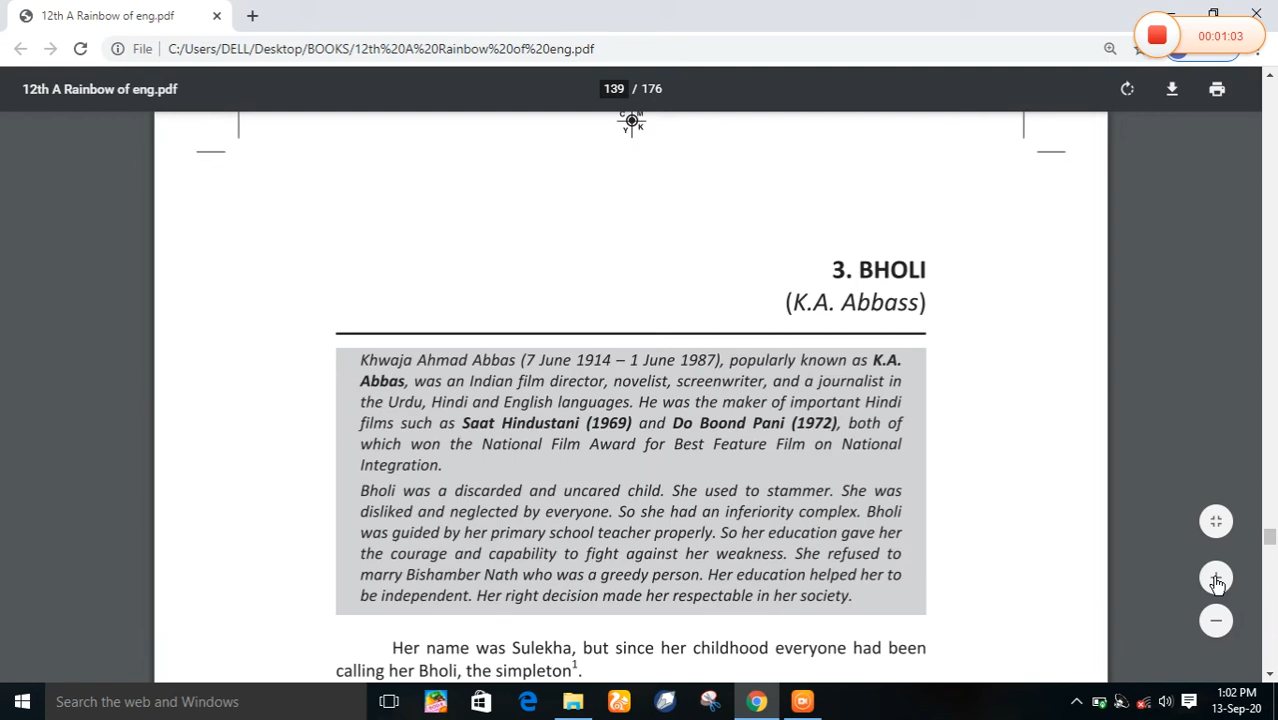 12th A Rainbow of eng.pdf
00:01:03
File C:/Users/DELL/Desktop/BOOKS/12th%20A%20Rainbow%20of%20eng.pdf
12th A Rainbow of eng.pdf 139 / 176
C M
Y K
3. BHOLI
(K.A. Abbass)
Khwaja Ahmad Abbas (7 June 1914 – 1 June 1987), popularly known as K.A.
Abbas, was an Indian film director, novelist, screenwriter, and a journalist in
the Urdu, Hindi and English languages. He was the maker of important Hindi
films such as Saat Hindustani (1969) and Do Boond Pani (1972), both of
which won the National Film Award for Best Feature Film on National
Integration.
Bholi was a discarded and uncared child. She used to stammer. She was
disliked and neglected by everyone. So she had an inferiority complex. Bholi
was guided by her primary school teacher properly. So her education gave her
the courage and capability to fight against her weakness. She refused to
marry Bishamber Nath who was a greedy person. Her education helped her to
be independent. Her right decision made her respectable in her society.
Her name was Sulekha, but since her childhood everyone had been
calling her Bholi, the simpleton1.
Search the web and Windows
1:02 PM
13-Sep-20